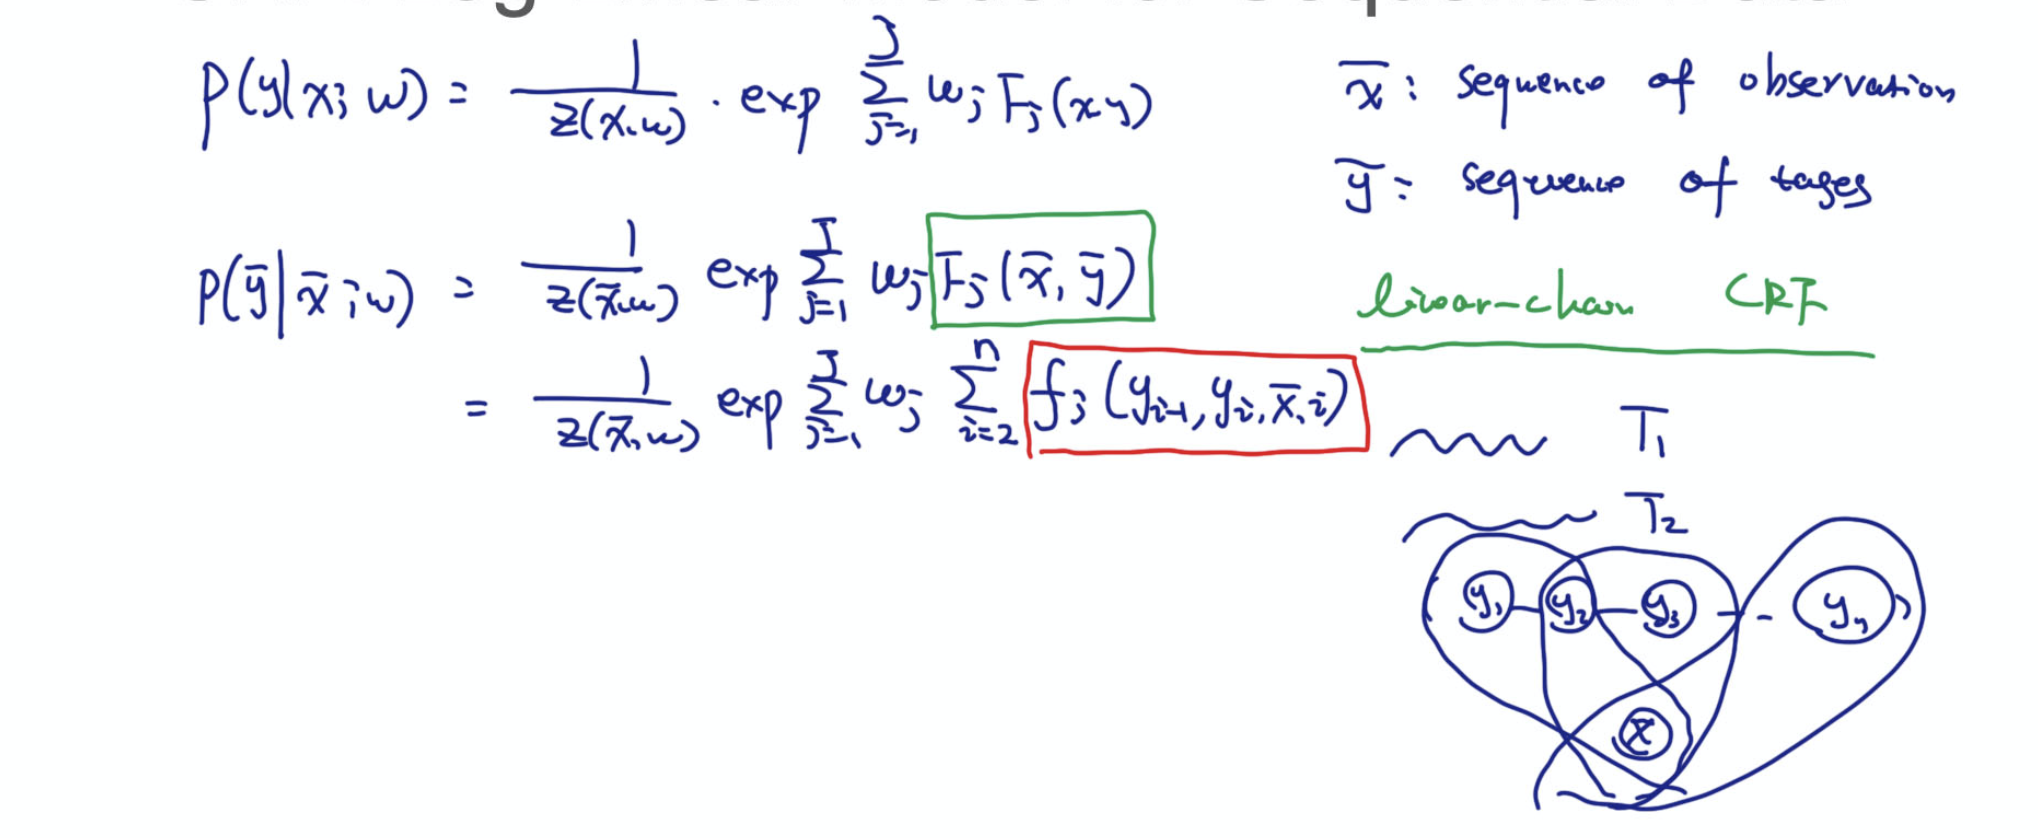 P(y|x; w) = 1/z(x,w) · exp Σ_{j=1}^{J} w_j F_j(x y)
x̄ : sequence of observation
ȳ : sequence of tages
P(ȳ|x̄; w) = 1/z(x̄,w) exp Σ_{j=1}^{J} w_j F_j(x̄, ȳ)
linear-chain CRF
= 1/z(x̄,w) exp Σ_{j=1}^{J} w_j Σ_{i=2}^{n} f_j(y_{i-1}, y_i, x̄, i)
T_1
T_2
y_1 y_2 y_3 y_n
x̄